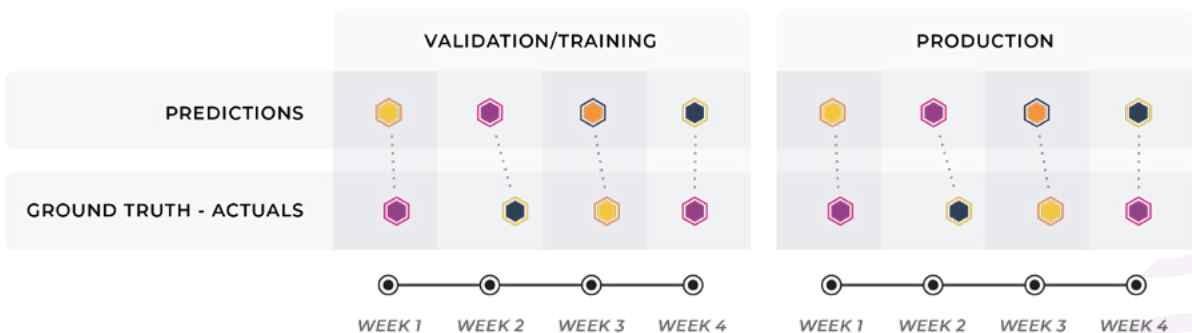 VALIDATION/TRAINING
PRODUCTION
PREDICTIONS
GROUND TRUTH - ACTUALS
WEEK 1 WEEK 2 WEEK 3 WEEK 4
WEEK 1 WEEK 2 WEEK 3 WEEK 4